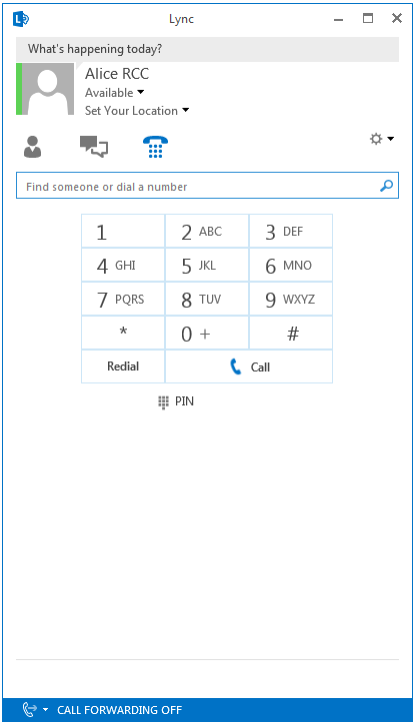 Lync
What's happening today?
Alice RCC
Available
Set Your Location
Find someone or dial a number
1 2 ABC 3 DEF
4 GHI 5 JKL 6 MNO
7 PQRS 8 TUV 9 WXYZ
* 0 + #
Redial Call
PIN
CALL FORWARDING OFF